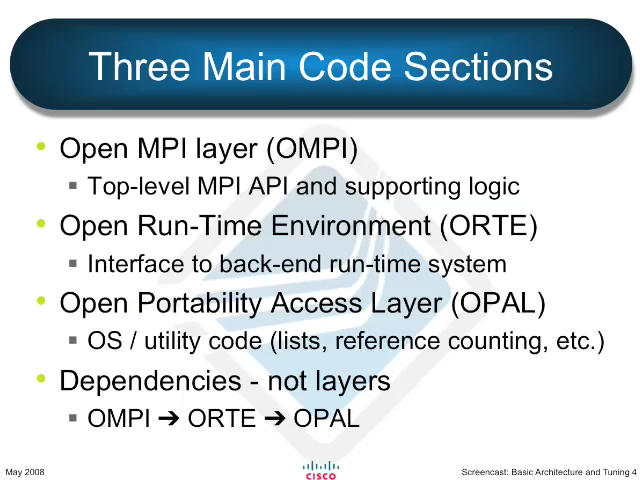 Three Main Code Sections
• Open MPI layer (OMPI)
▪ Top-level MPI API and supporting logic
• Open Run-Time Environment (ORTE)
▪ Interface to back-end run-time system
• Open Portability Access Layer (OPAL)
▪ OS / utility code (lists, reference counting, etc.)
• Dependencies - not layers
▪ OMPI ➔ ORTE ➔ OPAL
May 2008
CISCO
Screencast: Basic Architecture and Tuning 4